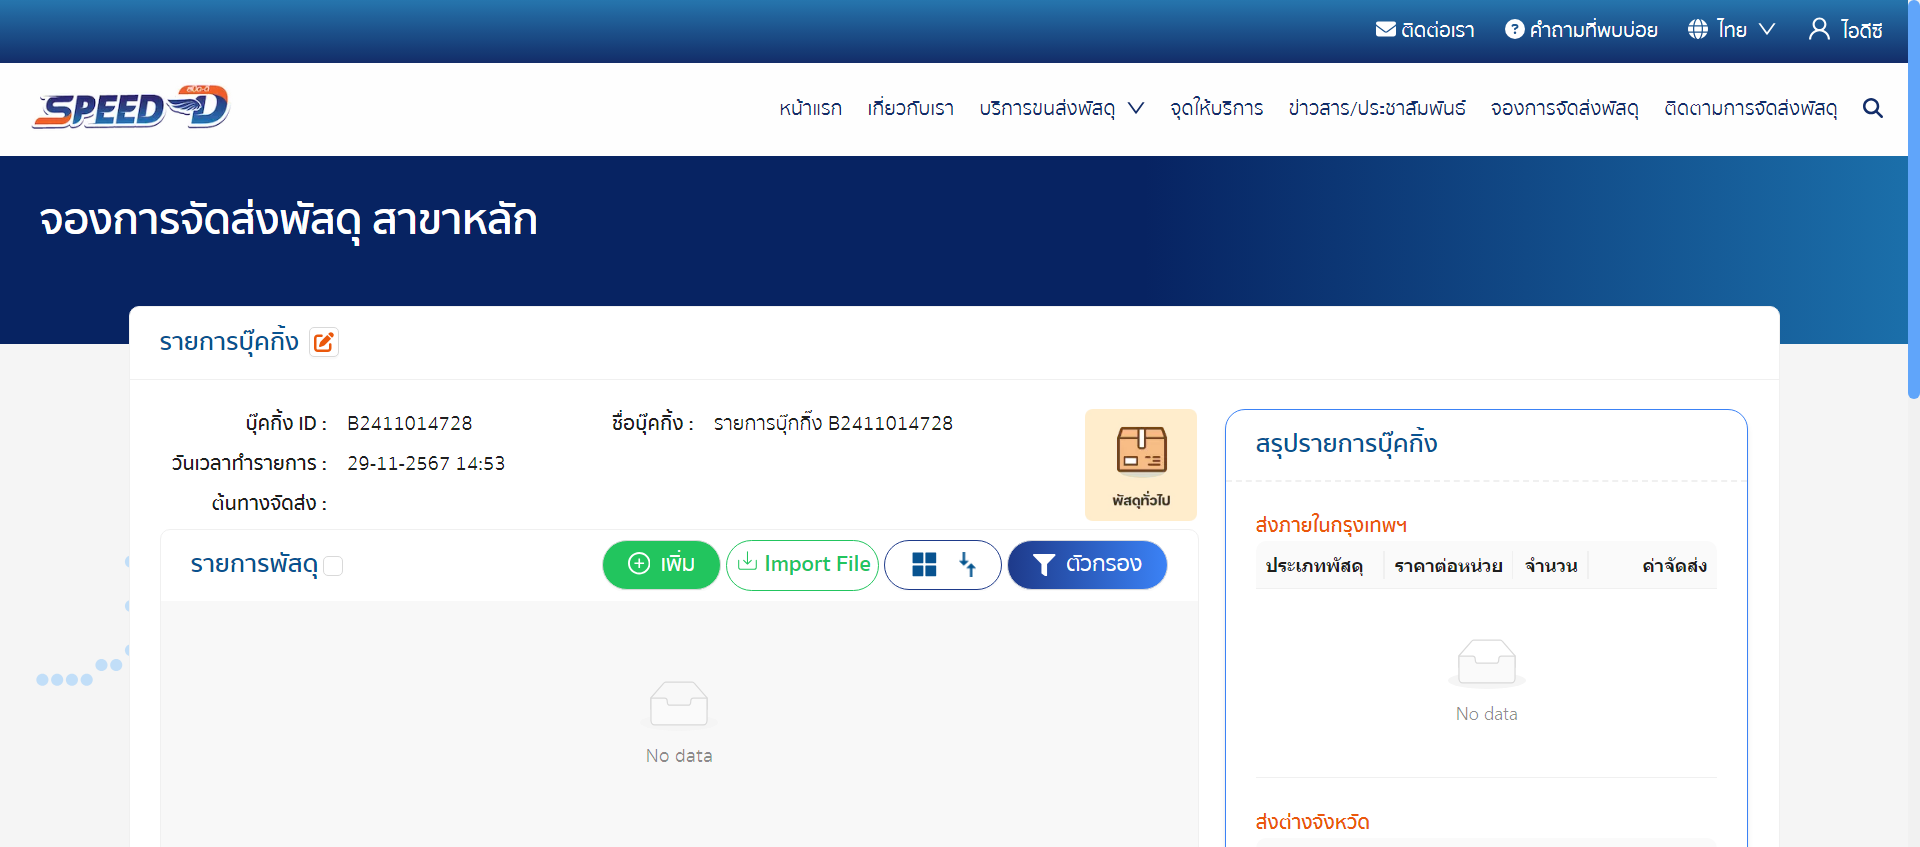 ติดต่อเรา คำถามที่พบบ่อย ไทย ไอดีซี
สปีด-ดี
SPEED-D
หน้าแรก เกี่ยวกับเรา บริการขนส่งพัสดุ จุดให้บริการ ข่าวสาร/ประชาสัมพันธ์ จองการจัดส่งพัสดุ ติดตามการจัดส่งพัสดุ
จองการจัดส่งพัสดุ สาขาหลัก
รายการบุ๊คกิ้ง
บุ๊คกิ้ง ID : B2411014728 ชื่อบุ๊คกิ้ง : รายการบุ๊กกิ้ง B2411014728
วันเวลาทำรายการ : 29-11-2567 14:53
ต้นทางจัดส่ง :
พัสดุทั่วไป
รายการพัสดุ เพิ่ม Import File ตัวกรอง
No data
สรุปรายการบุ๊คกิ้ง
ส่งภายในกรุงเทพฯ
ประเภทพัสดุ ราคาต่อหน่วย จำนวน ค่าจัดส่ง
No data
ส่งต่างจังหวัด